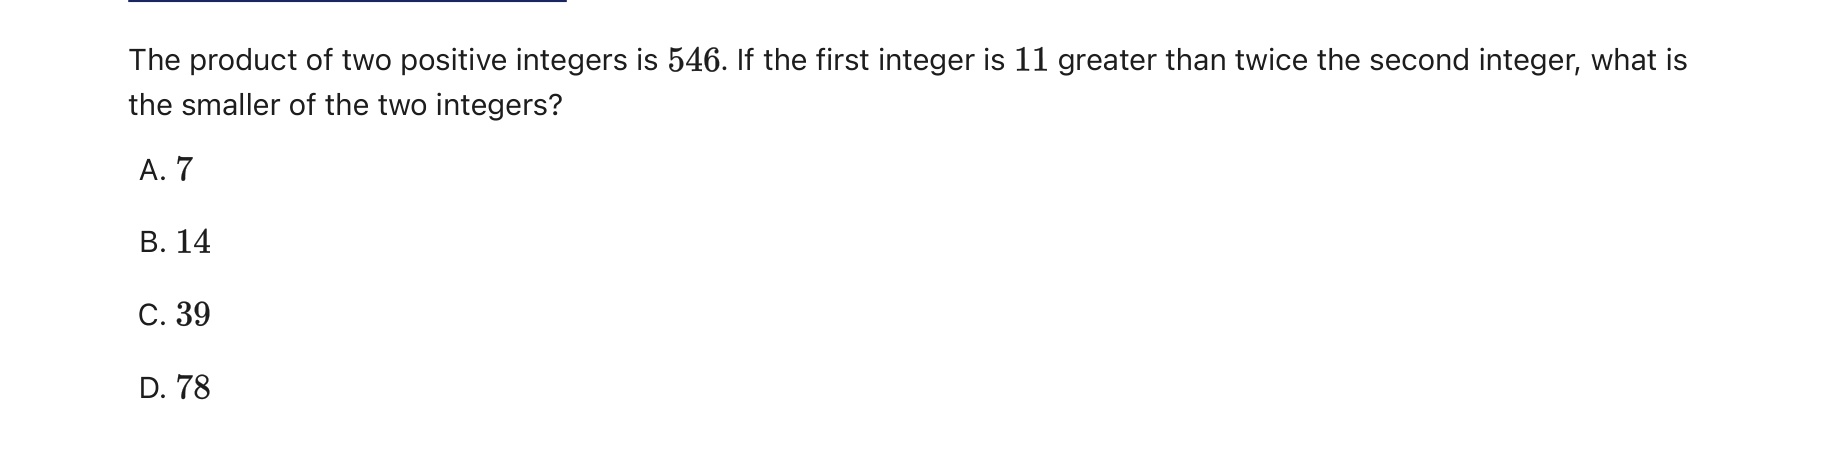 The product of two positive integers is 546. If the first integer is 11 greater than twice the second integer, what is
the smaller of the two integers?
A. 7
B. 14
C. 39
D. 78